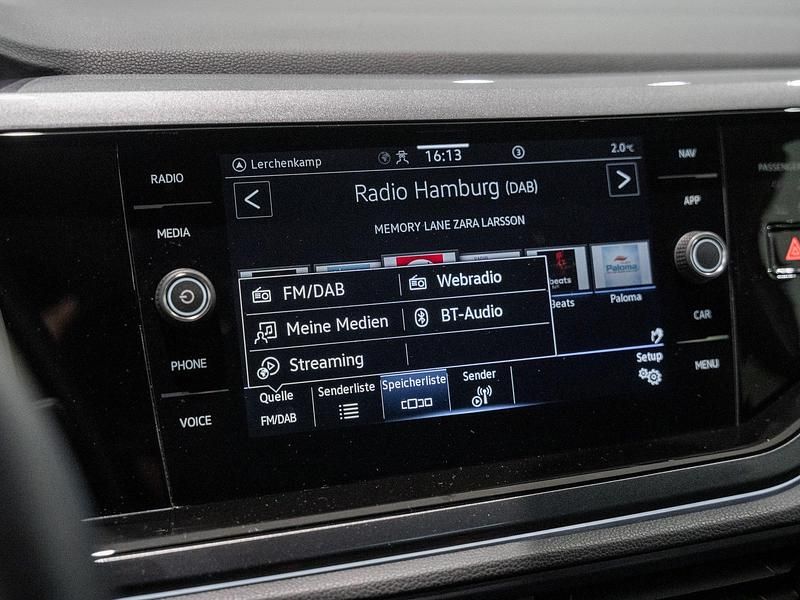 RADIO
MEDIA
PHONE
VOICE
Lerchenkamp
16:13
3
2.0°C
Radio Hamburg (DAB)
MEMORY LANE ZARA LARSSON
FM/DAB
Webradio
Meine Medien
BT-Audio
Streaming
Beats
Paloma
Paloma
Quelle
FM/DAB
Senderliste
Speicherliste
Sender
Setup
NAV
APP
CAR
MENU
PASSENGER